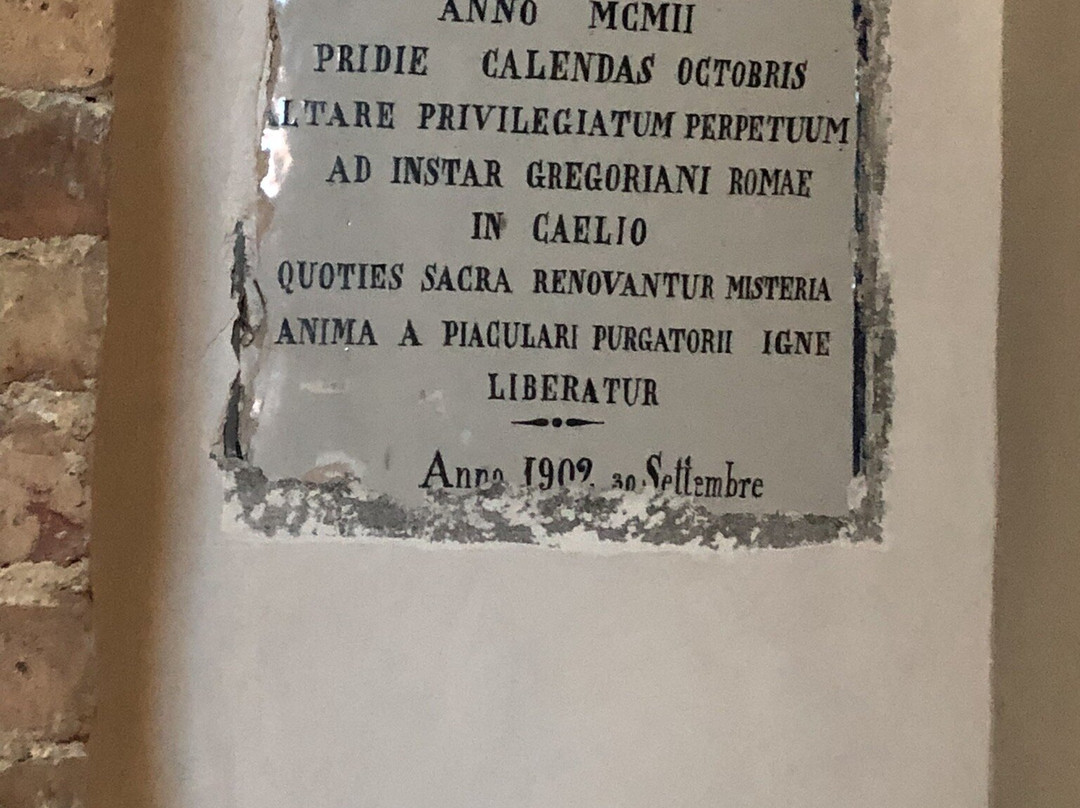 ANNO MCMII
PRIDIE CALENDAS OCTOBRIS
ALTARE PRIVILEGIATUM PERPETUUM
AD INSTAR GREGORIANI ROMAE
IN CAELIO
QUOTIES SACRA RENOVANTUR MISTERIA
ANIMA A PIACULARI PURGATORII IGNE
LIBERATUR
Anno 1902 30 Settembre